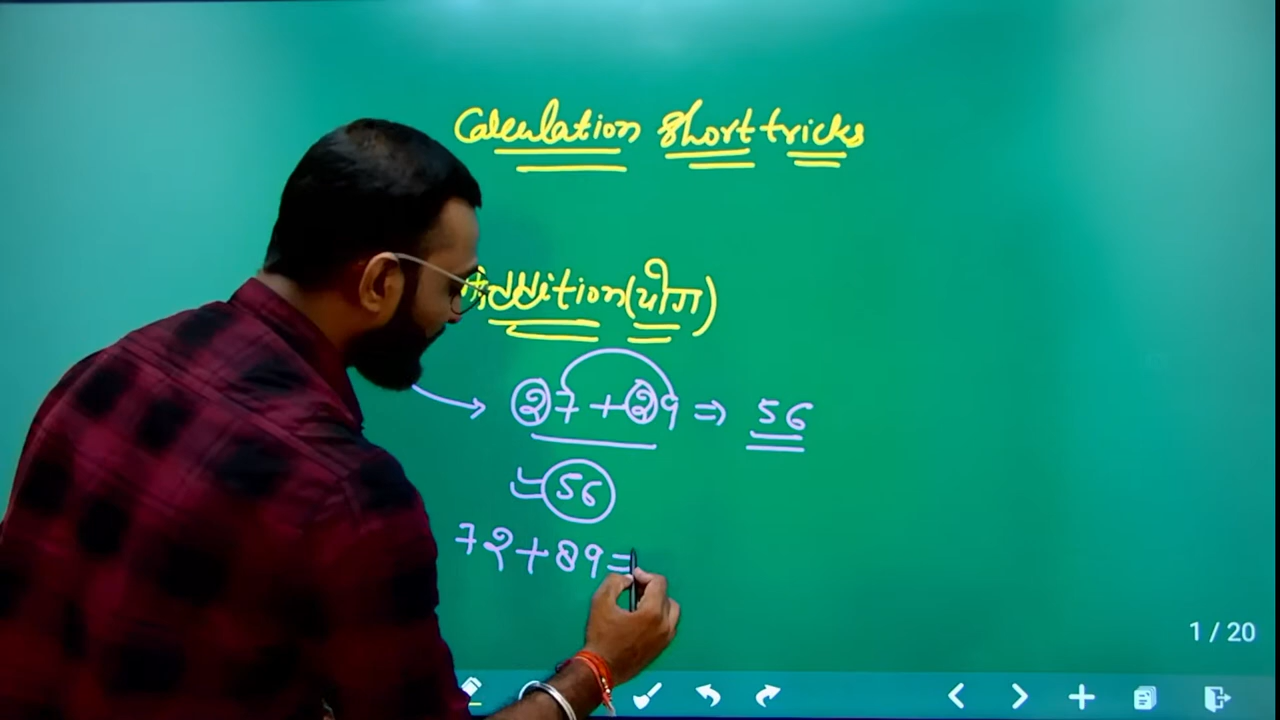 Calculation Short tricks
Addition(योग)
27 + 29 ⇒ 56
= 56
72 + 89 =
1 / 20